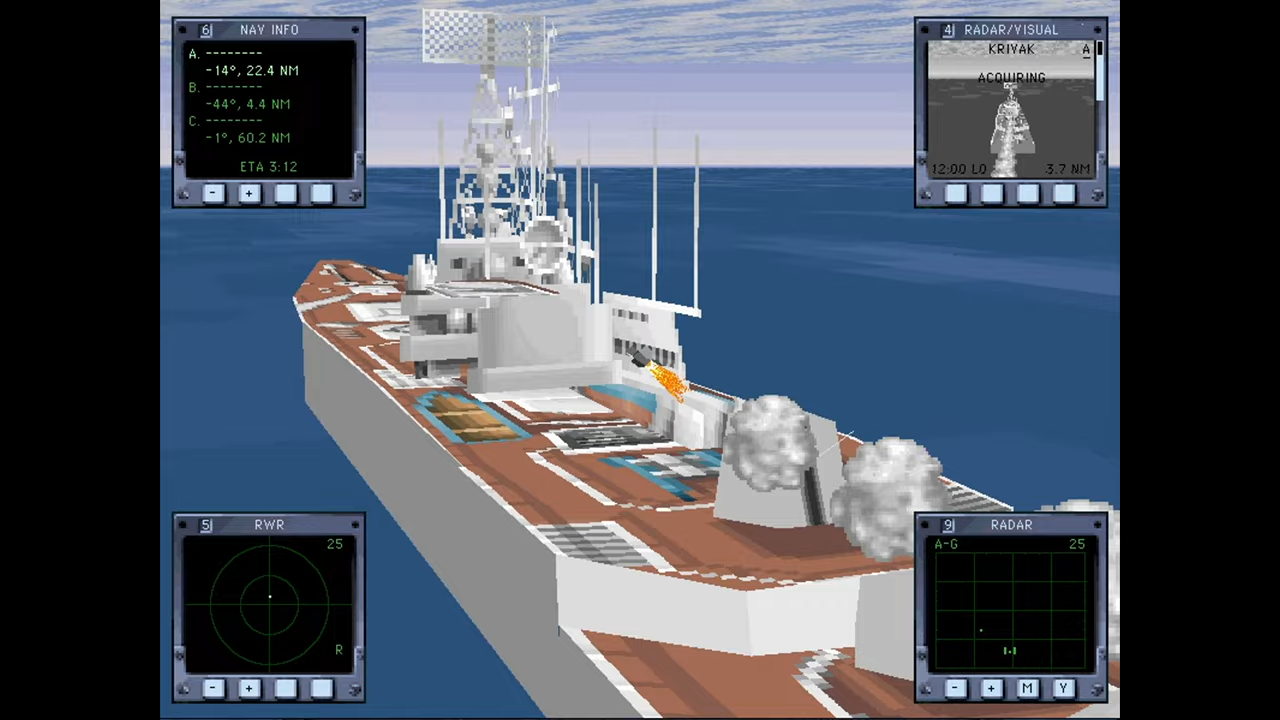 6 NAV INFO
A. --------
-14°, 22.4 NM
B. --------
-44°, 4.4 NM
C. --------
-1°, 60.2 NM
ETA 3:12
- +
4 RADAR/VISUAL
KRIVAK A
ACQUIRING
12:00 LO 3.7 NM
5 RWR
25
R
- +
9 RADAR
A-G 25
- + M Y